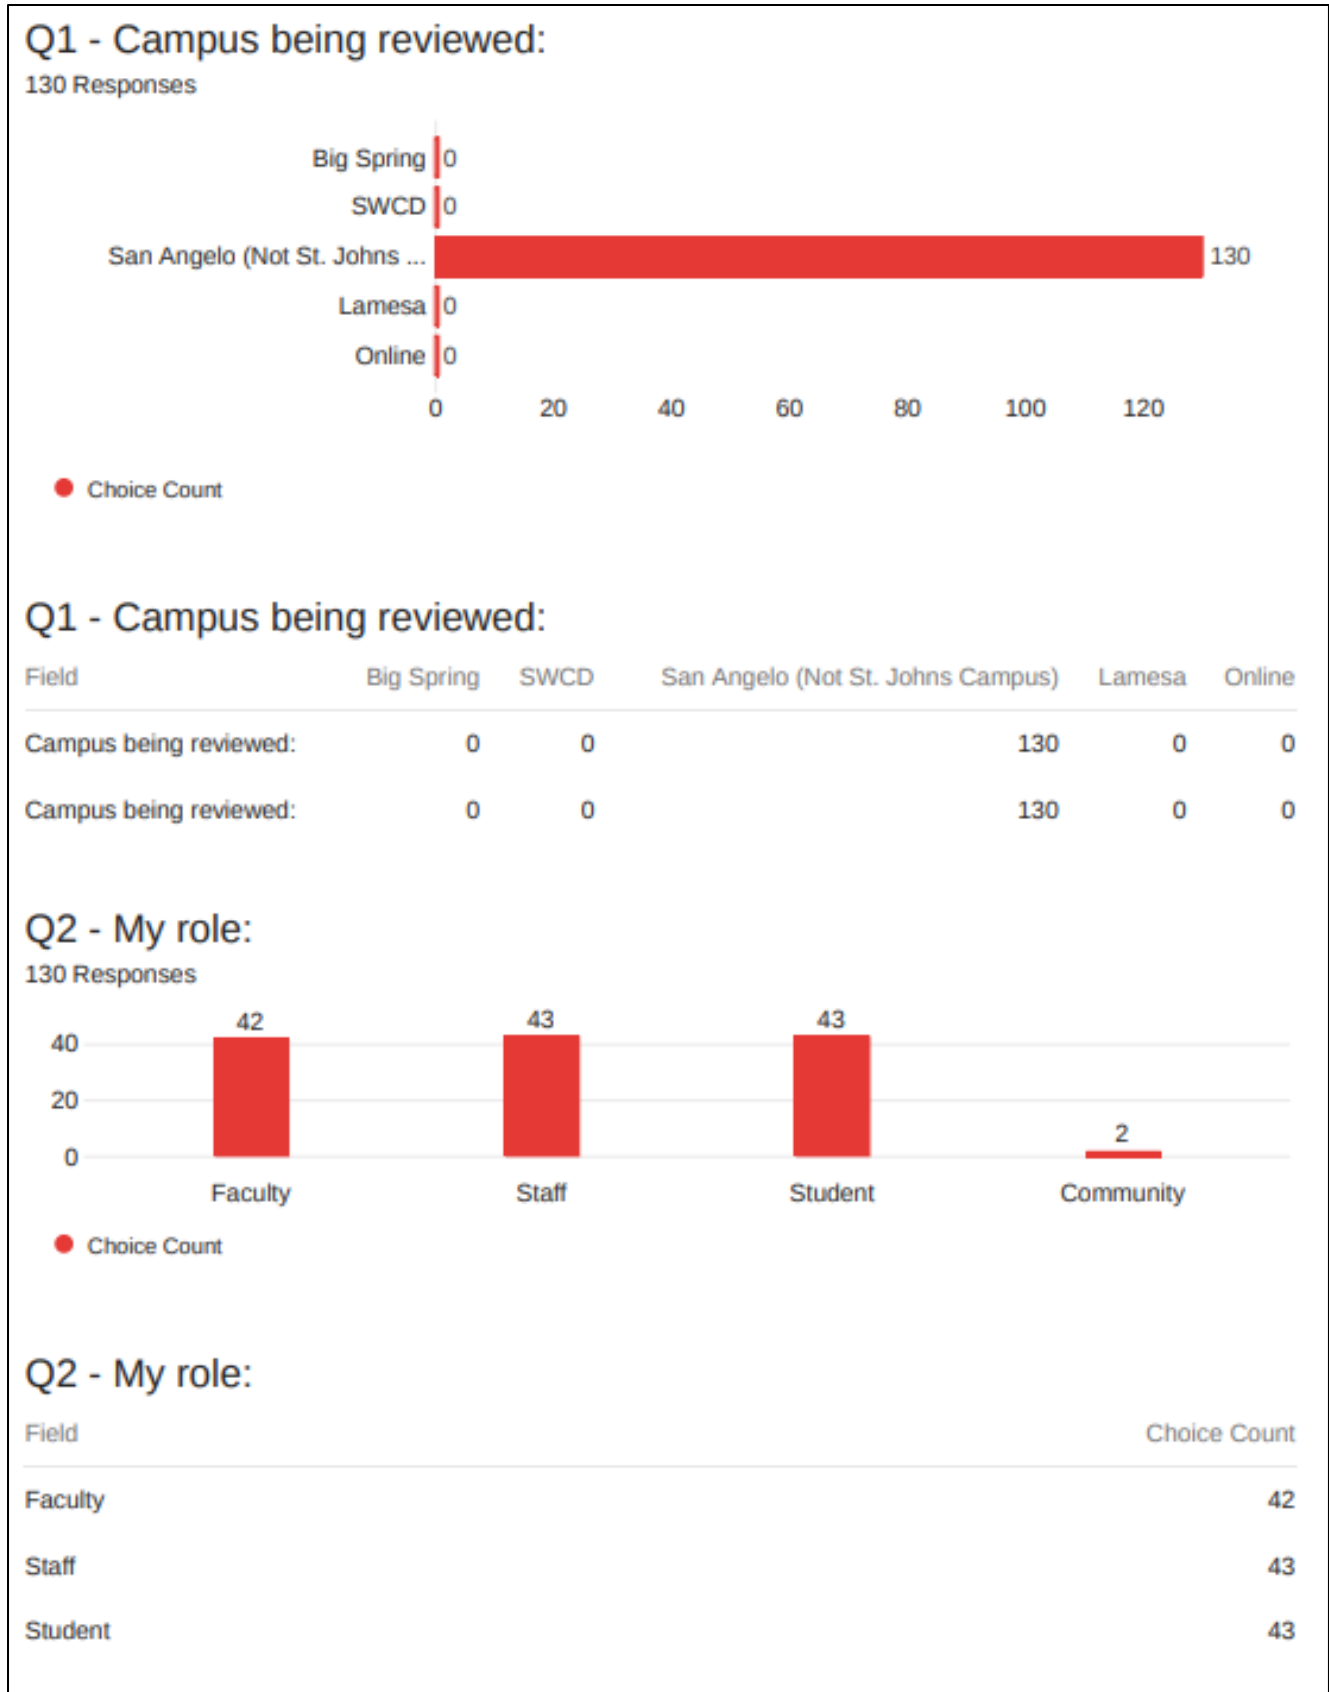 Q1 - Campus being reviewed:
130 Responses
Big Spring 0
SWCD 0
San Angelo (Not St. Johns ... 130
Lamesa 0
Online 0
0 20 40 60 80 100 120
Choice Count
Q1 - Campus being reviewed:
Field Big Spring SWCD San Angelo (Not St. Johns Campus) Lamesa Online
Campus being reviewed: 0 0 130 0 0
Campus being reviewed: 0 0 130 0 0
Q2 - My role:
130 Responses
42 43 43 2
40
20
0
Faculty Staff Student Community
Choice Count
Q2 - My role:
Field Choice Count
Faculty 42
Staff 43
Student 43